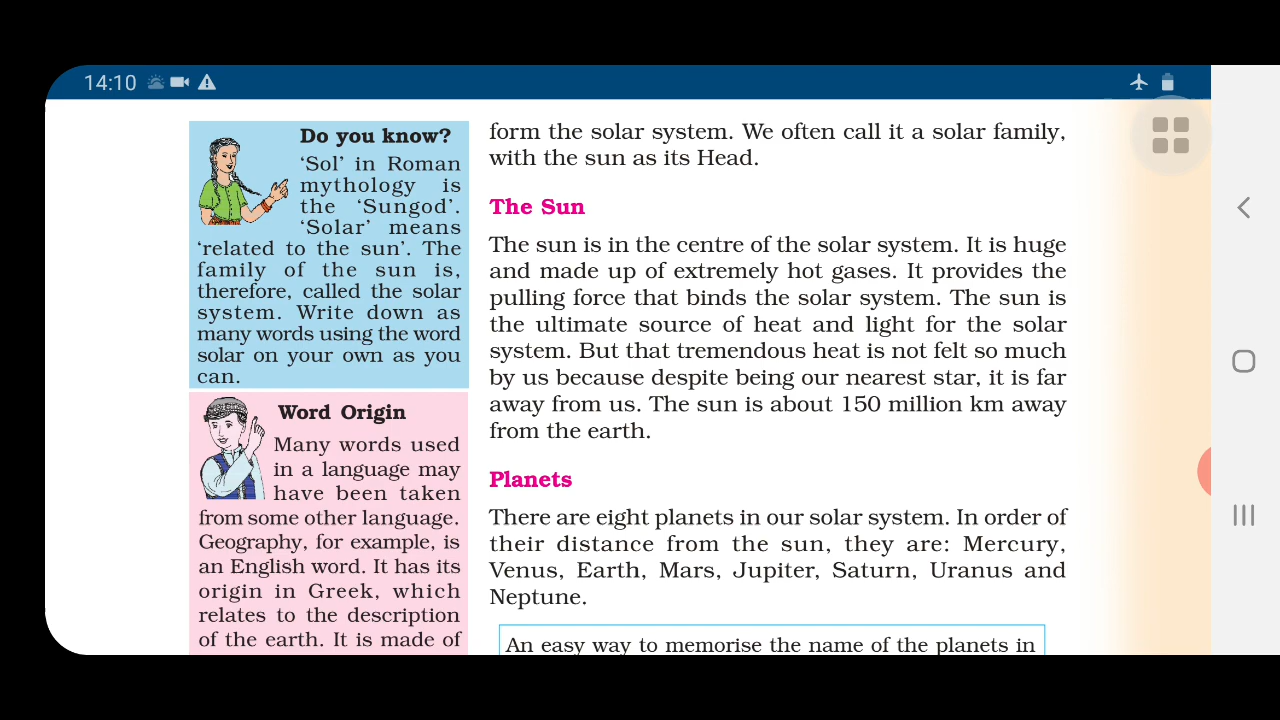 14:10
Do you know?
‘Sol’ in Roman
mythology is
the ‘Sungod’.
‘Solar’ means
‘related to the sun’. The
family of the sun is,
therefore, called the solar
system. Write down as
many words using the word
solar on your own as you
can.
Word Origin
Many words used
in a language may
have been taken
from some other language.
Geography, for example, is
an English word. It has its
origin in Greek, which
relates to the description
of the earth. It is made of
form the solar system. We often call it a solar family,
with the sun as its Head.
The Sun
The sun is in the centre of the solar system. It is huge
and made up of extremely hot gases. It provides the
pulling force that binds the solar system. The sun is
the ultimate source of heat and light for the solar
system. But that tremendous heat is not felt so much
by us because despite being our nearest star, it is far
away from us. The sun is about 150 million km away
from the earth.
Planets
There are eight planets in our solar system. In order of
their distance from the sun, they are: Mercury,
Venus, Earth, Mars, Jupiter, Saturn, Uranus and
Neptune.
An easy way to memorise the name of the planets in